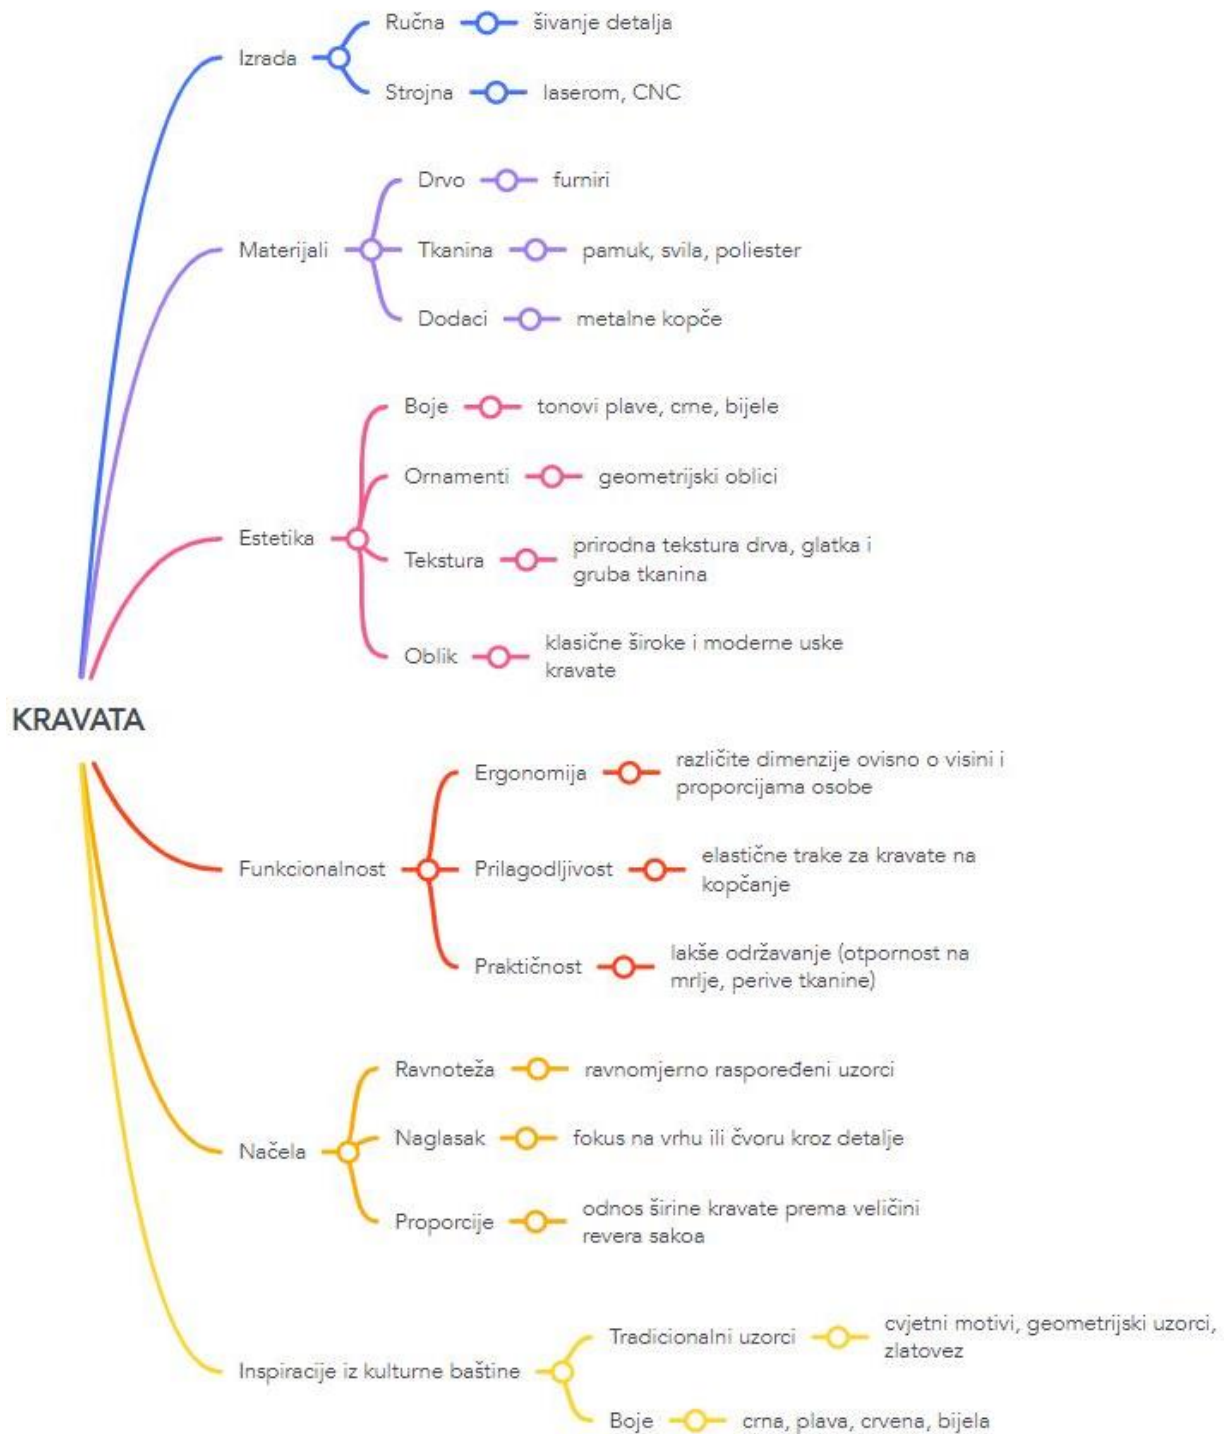 Izrada
Ručna
šivanje detalja
Strojna
laserom, CNC
Materijali
Drvo
furniri
Tkanina
pamuk, svila, poliester
Dodaci
metalne kopče
Estetika
Boje
tonovi plave, crne, bijele
Ornamenti
geometrijski oblici
Tekstura
prirodna tekstura drva, glatka i
gruba tkanina
Oblik
klasične široke i moderne uske
kravate
KRAVATA
Funkcionalnost
Ergonomija
različite dimenzije ovisno o visini i
proporcijama osobe
Prilagodljivost
elastične trake za kravate na
kopčanje
Praktičnost
lakše održavanje (otpornost na
mrlje, perive tkanine)
Načela
Ravnoteža
ravnomjerno raspoređeni uzorci
Naglasak
fokus na vrhu ili čvoru kroz detalje
Proporcije
odnos širine kravate prema veličini
revera sakoa
Inspiracije iz kulturne baštine
Tradicionalni uzorci
cvjetni motivi, geometrijski uzorci,
zlatovez
Boje
crna, plava, crvena, bijela